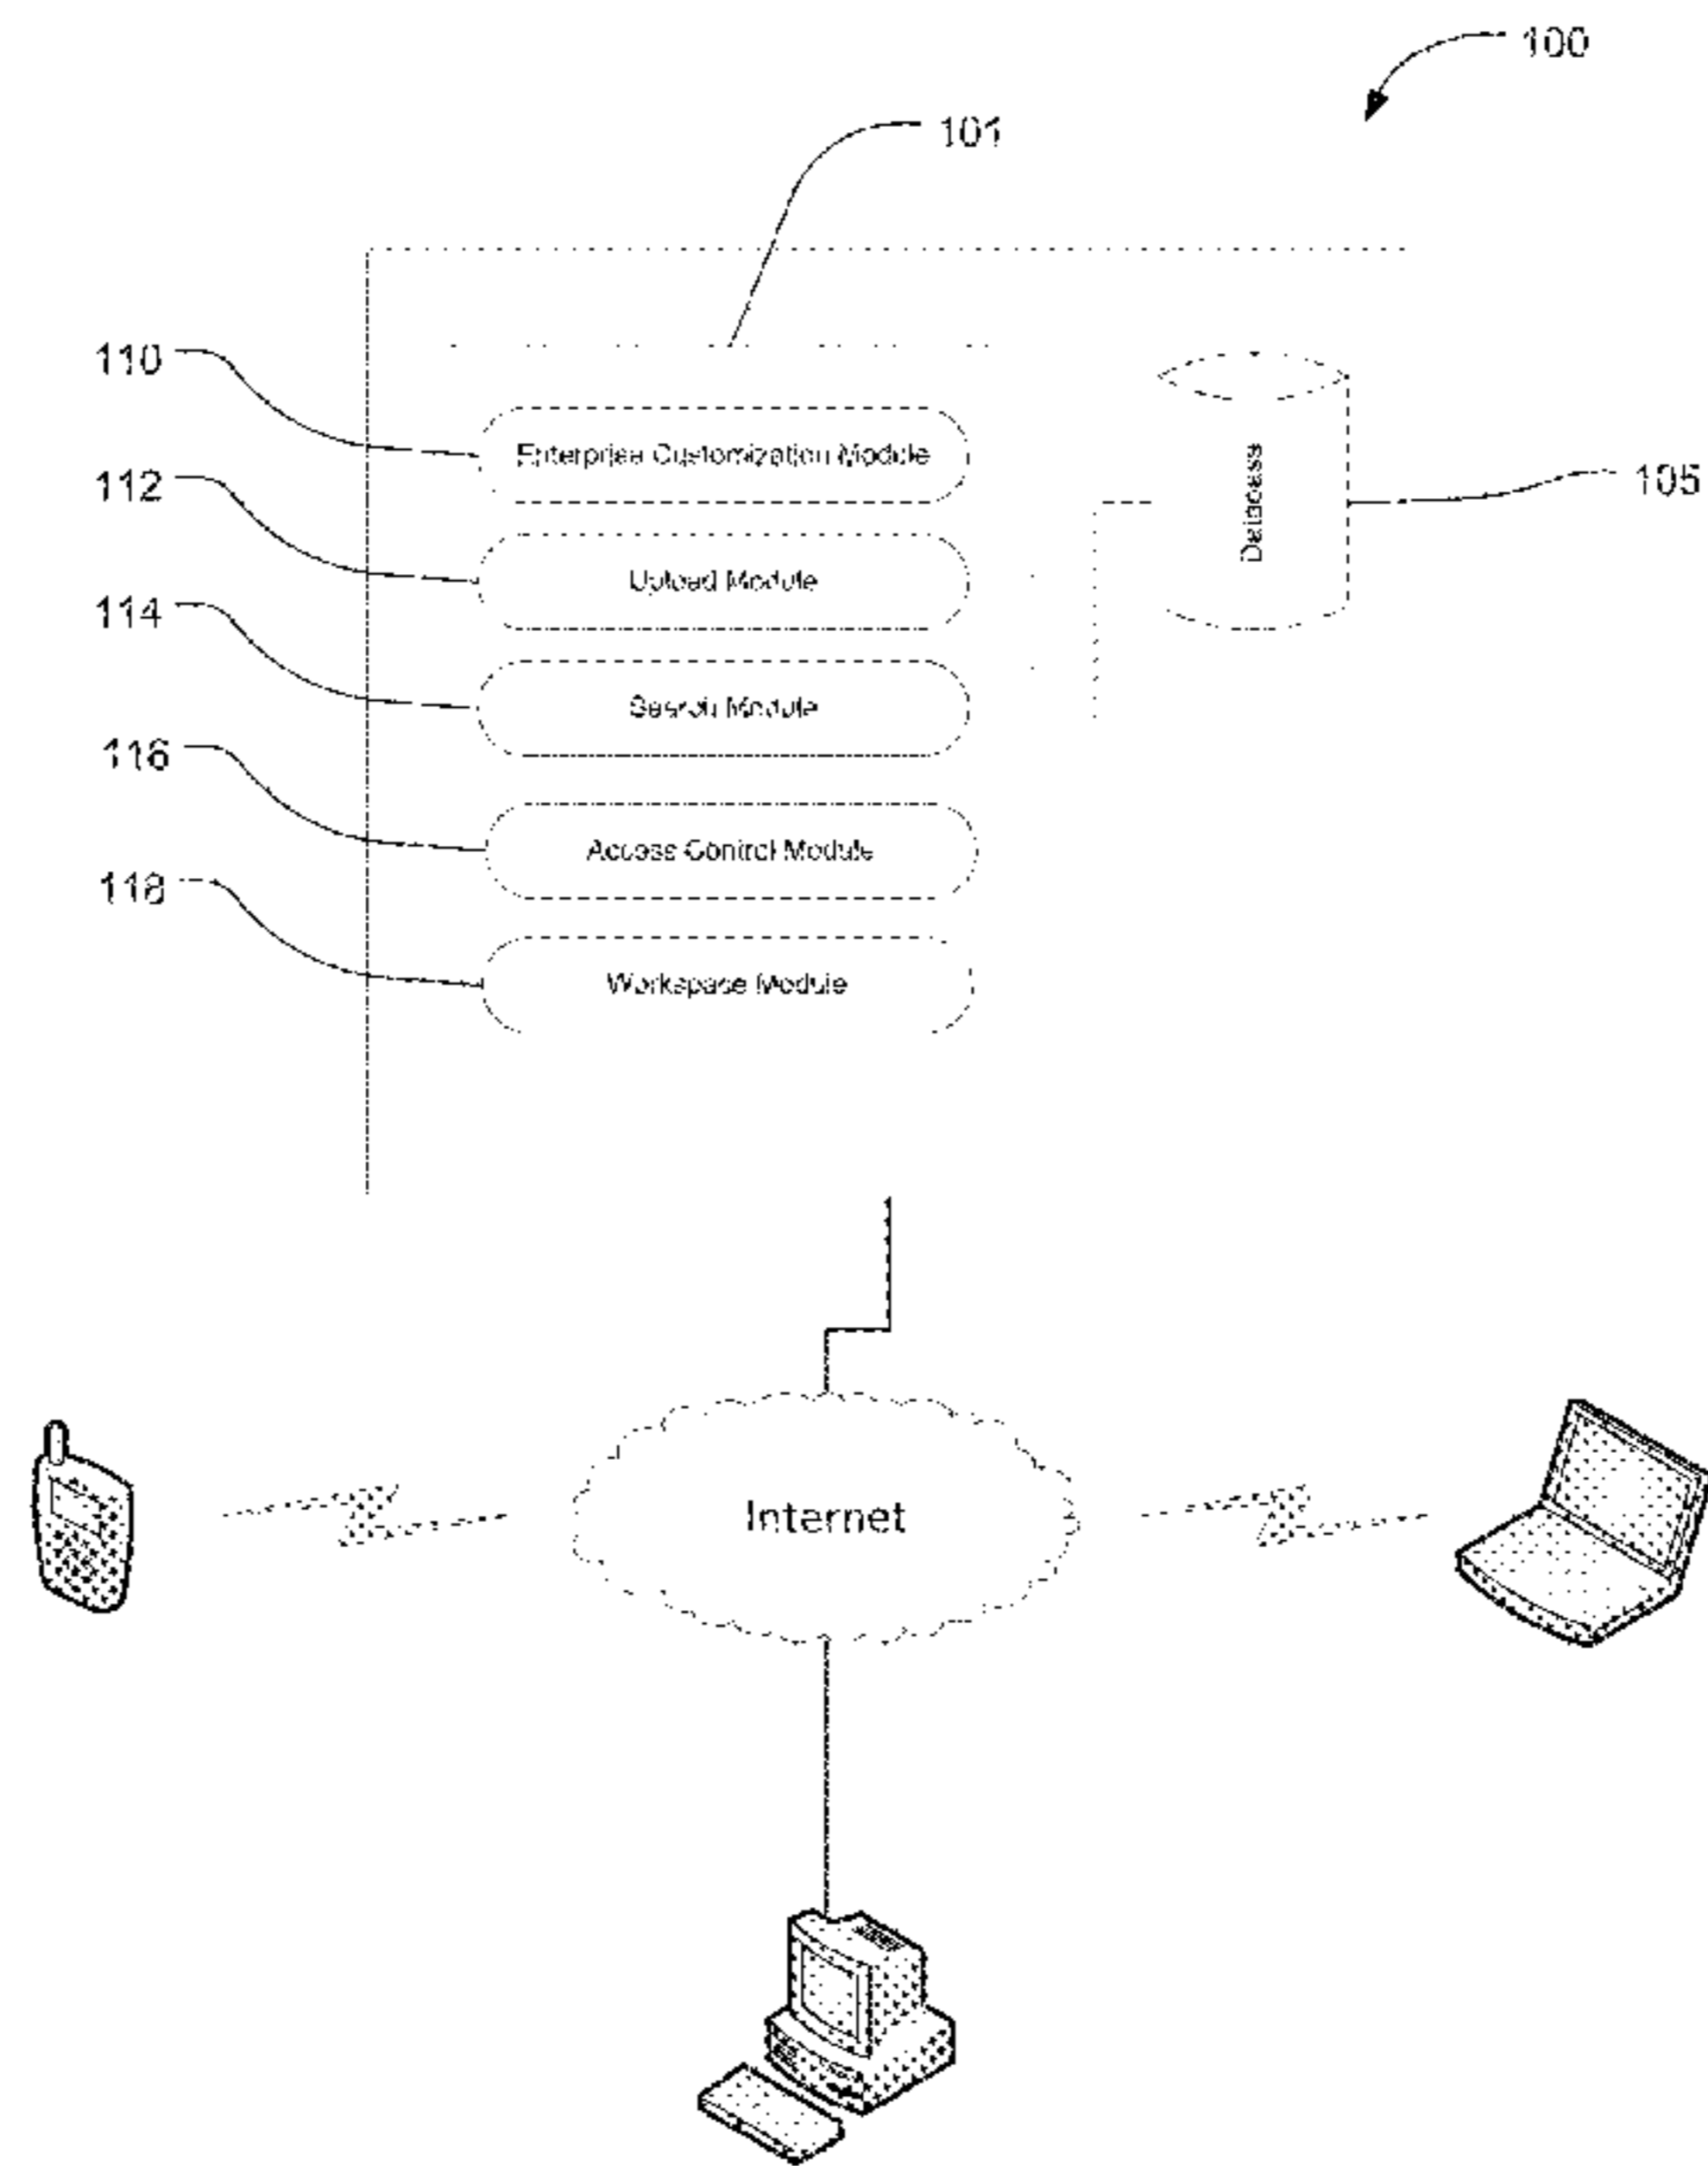 100
101
110
Enterprise Customization Module
112
105
Database
Upload Module
114
Search Module
116
Access Control Module
118
Workspace Module
Internet